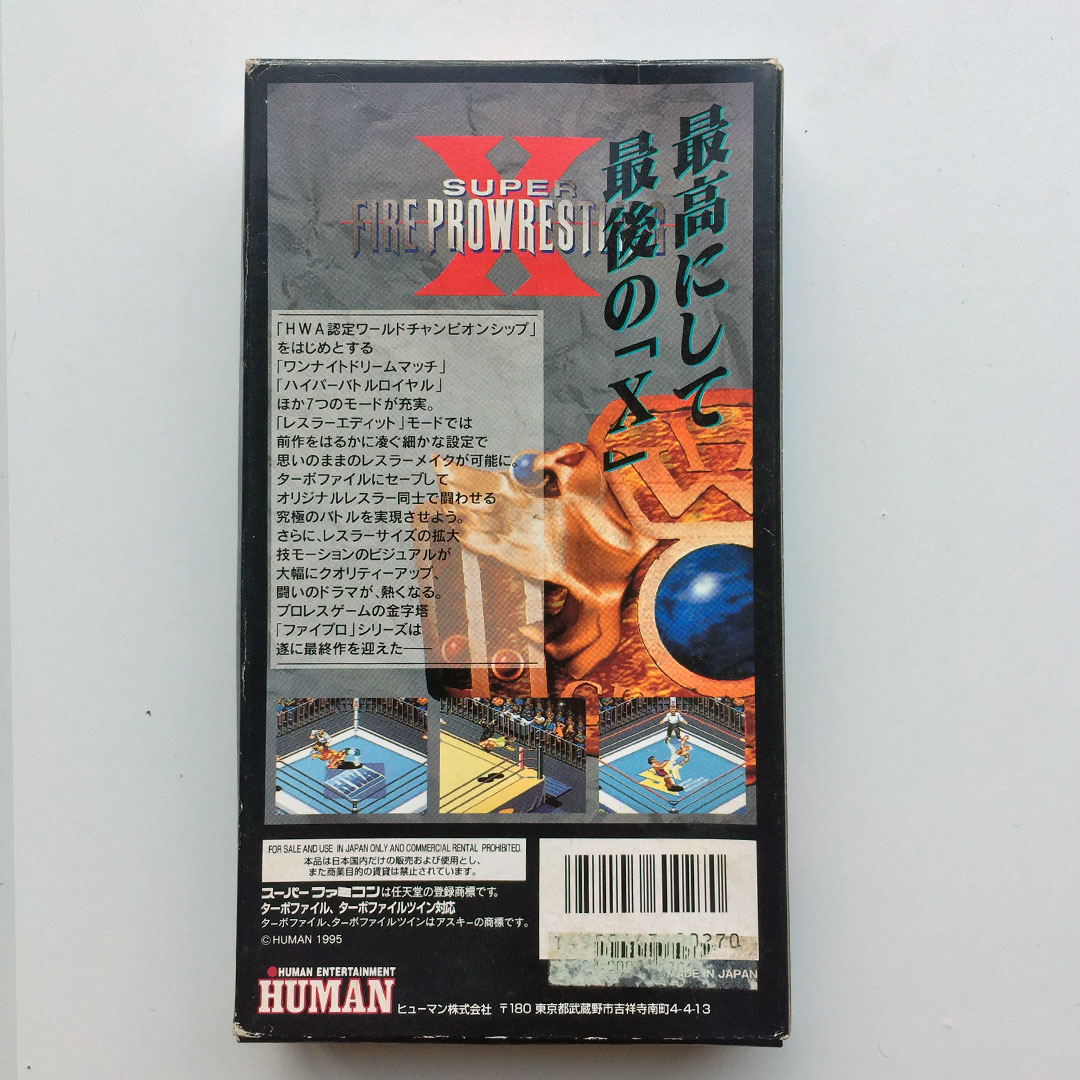 最高にして
最後の「X」
X
SUPER
FIRE PROWRESTLING
「HWA認定ワールドチャンピオンシップ」
をはじめとする
「ワンナイトドリームマッチ」
「ハイパーバトルロイヤル」
ほか7つのモードが充実。
「レスラーエディット」モードでは
前作をはるかに凌ぐ細かな設定で
思いのままのレスラーメイクが可能に。
ターボファイルにセーブして
オリジナルレスラー同士で闘わせる
究極のバトルを実現させよう。
さらに、レスラーサイズの拡大
技モーションのビジュアルが
大幅にクオリティーアップ、
闘いのドラマが、熱くなる。
プロレスゲームの金字塔
「ファイプロ」シリーズは
遂に最終作を迎えた──
HWA
FOR SALE AND USE IN JAPAN ONLY AND COMMERCIAL RENTAL PROHIBITED.
本品は日本国内だけの販売および使用とし、
また商業目的の賃貸は禁止されています。
スーパーファミコンは任天堂の登録商標です。
ターボファイル、ターボファイルツイン対応
ターボファイル、ターボファイルツインはアスキーの商標です。
©HUMAN 1995
MADE IN JAPAN
HUMAN ENTERTAINMENT
HUMAN
ヒューマン株式会社 〒180 東京都武蔵野市吉祥寺南町4-4-13